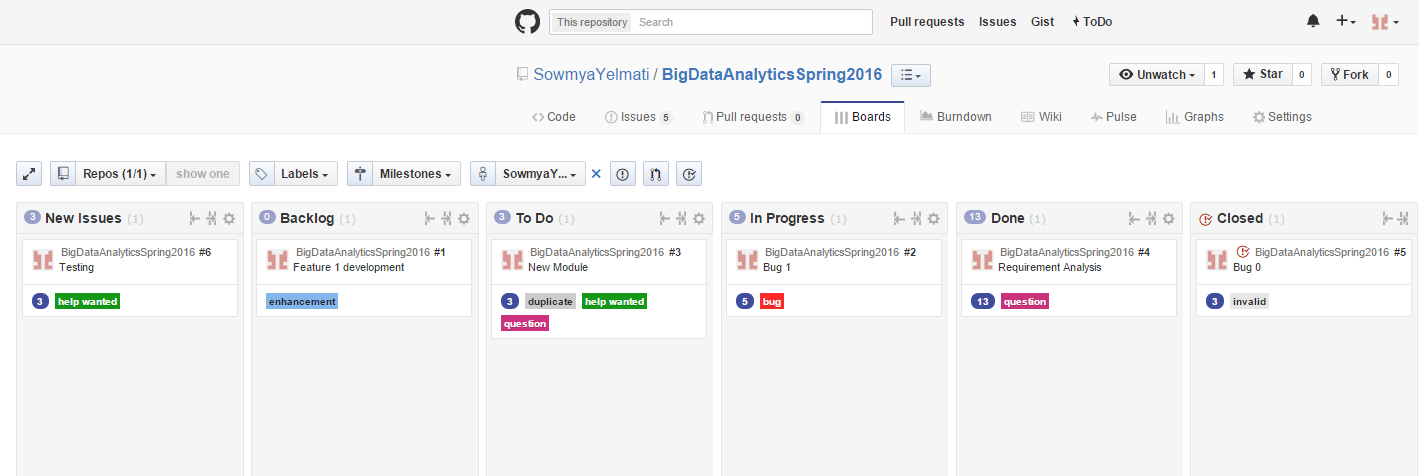 This repository Search Pull requests Issues Gist ToDo
SowmyaYelmati / BigDataAnalyticsSpring2016 Unwatch 1 Star 0 Fork 0
Code Issues 5 Pull requests 0 Boards Burndown Wiki Pulse Graphs Settings
Repos (1/1) show one Labels Milestones SowmyaY...
3 New Issues (1) 0 Backlog (1) 3 To Do (1) 5 In Progress (1) 13 Done (1) Closed (1)
BigDataAnalyticsSpring2016 #6 BigDataAnalyticsSpring2016 #1 BigDataAnalyticsSpring2016 #3 BigDataAnalyticsSpring2016 #2 BigDataAnalyticsSpring2016 #4 BigDataAnalyticsSpring2016 #5
Testing Feature 1 development New Module Bug 1 Requirement Analysis Bug 0
3 help wanted enhancement 3 duplicate help wanted 5 bug 13 question 3 invalid
question